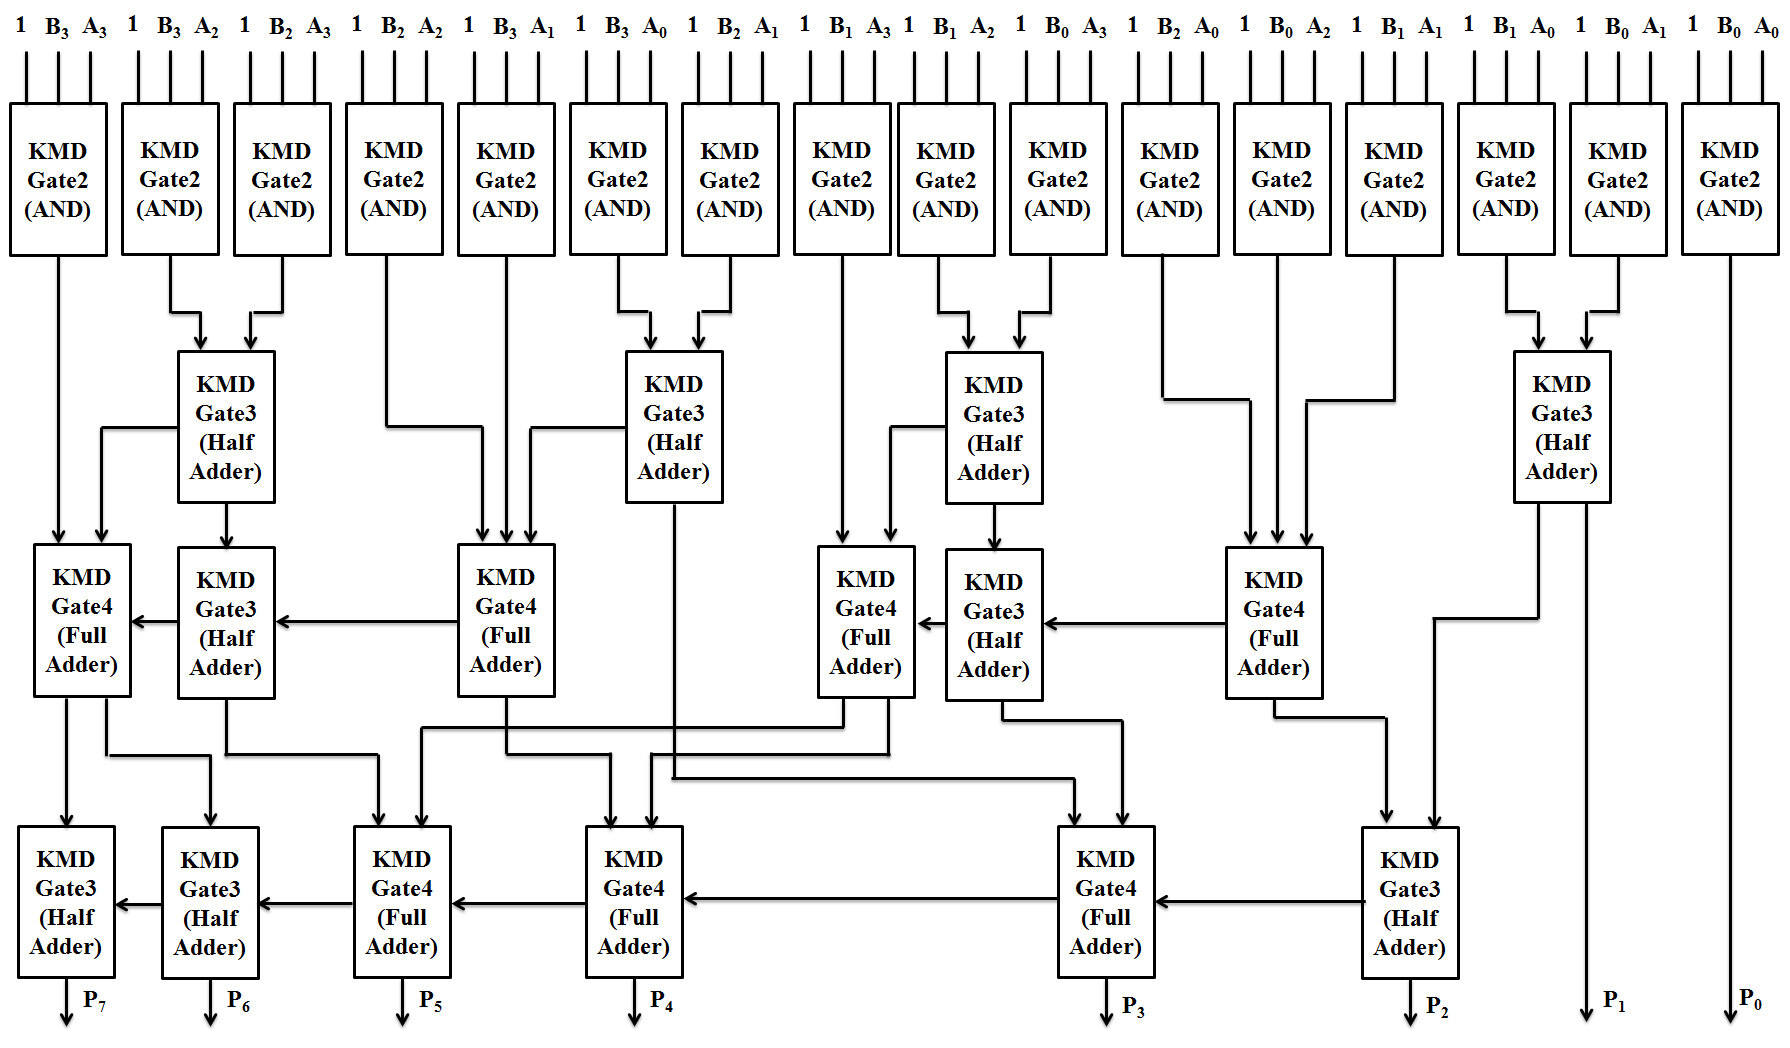 1 B₃ A₃ 1 B₃ A₂ 1 B₂ A₃ 1 B₂ A₂ 1 B₃ A₁ 1 B₃ A₀ 1 B₂ A₁ 1 B₁ A₃ 1 B₁ A₂ 1 B₀ A₃ 1 B₂ A₀ 1 B₀ A₂ 1 B₁ A₁ 1 B₁ A₀ 1 B₀ A₁ 1 B₀ A₀
KMD KMD KMD KMD KMD KMD KMD KMD KMD KMD KMD KMD KMD KMD KMD KMD
Gate2 Gate2 Gate2 Gate2 Gate2 Gate2 Gate2 Gate2 Gate2 Gate2 Gate2 Gate2 Gate2 Gate2 Gate2 Gate2
(AND) (AND) (AND) (AND) (AND) (AND) (AND) (AND) (AND) (AND) (AND) (AND) (AND) (AND) (AND) (AND)
KMD KMD KMD KMD
Gate3 Gate3 Gate3 Gate3
(Half (Half (Half (Half
Adder) Adder) Adder) Adder)
KMD KMD KMD KMD KMD KMD
Gate4 Gate3 Gate4 Gate4 Gate3 Gate4
(Full (Half (Full (Full (Half (Full
Adder) Adder) Adder) Adder) Adder) Adder)
KMD KMD KMD KMD KMD KMD
Gate3 Gate3 Gate4 Gate4 Gate4 Gate3
(Half (Half (Full (Full (Full (Half
Adder) Adder) Adder) Adder) Adder) Adder)
P₇ P₆ P₅ P₄ P₃ P₂ P₁ P₀